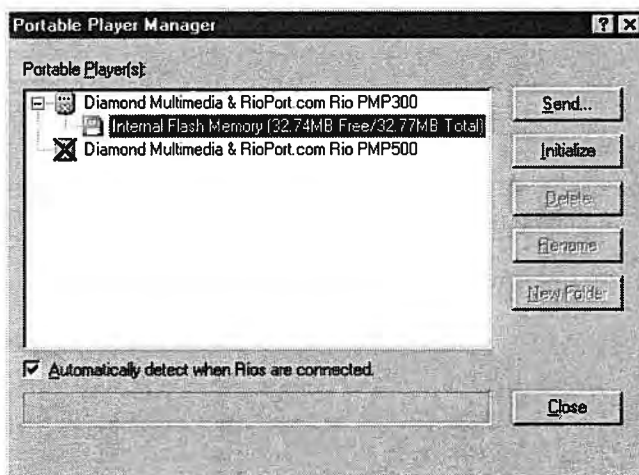 Portable Player Manager
Portable Player(s):
Diamond Multimedia & RioPort.com Rio PMP300
Internal Flash Memory (32.74MB Free/32.77MB Total)
Diamond Multimedia & RioPort.com Rio PMP500
Send...
Initialize
Delete
Rename
New Folder
Automatically detect when Rios are connected.
Close